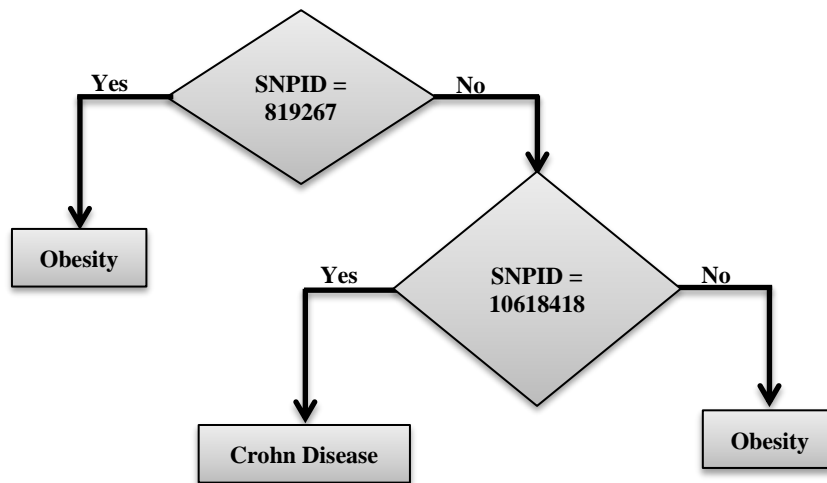 Yes
SNPID =
819267
No
Obesity
Yes
SNPID =
10618418
No
Crohn Disease
Obesity